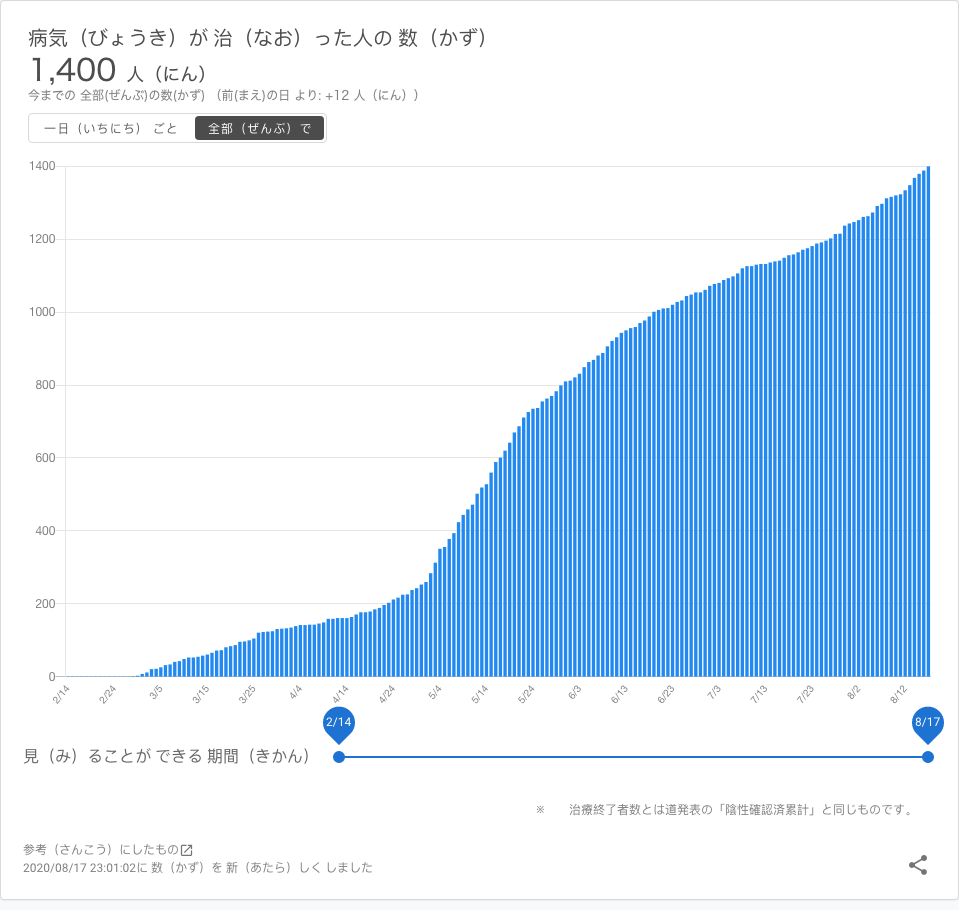 病気（びょうき）が 治（なお）った人の 数（かず）
1,400 人（にん）
今までの 全部(ぜんぶ)の数(かず) （前(まえ)の日 より: +12 人（にん））
一日（いちにち） ごと 全部（ぜんぶ）で
1400
1200
1000
800
600
400
200
0
2/14 2/24 3/5 3/15 3/25 4/4 4/14 4/24 5/4 5/14 5/24 6/3 6/13 6/23 7/3 7/13 7/23 8/2 8/12
2/14 8/17
見（み）ることが できる 期間（きかん）
※ 治療終了者数とは道発表の「陰性確認済累計」と同じものです。
参考（さんこう）にしたもの
2020/08/17 23:01:02に 数（かず）を 新（あたら）しく しました